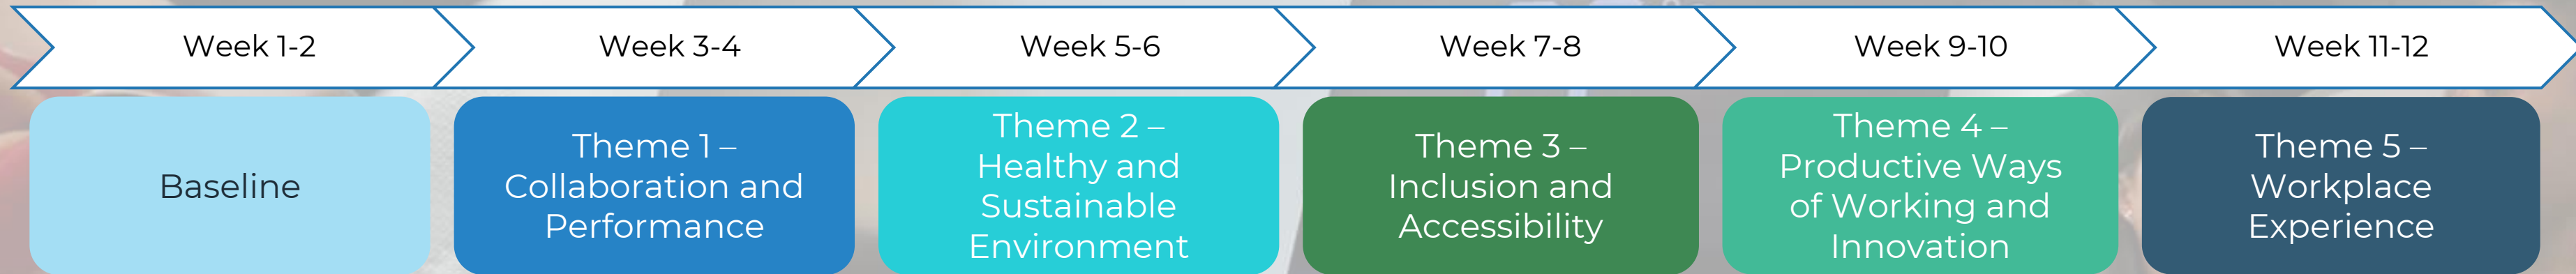 Week 1-2
Week 3-4
Week 5-6
Week 7-8
Week 9-10
Week 11-12
Baseline
Theme 1 –
Collaboration and
Performance
Theme 2 –
Healthy and
Sustainable
Environment
Theme 3 –
Inclusion and
Accessibility
Theme 4 –
Productive Ways
of Working and
Innovation
Theme 5 –
Workplace
Experience